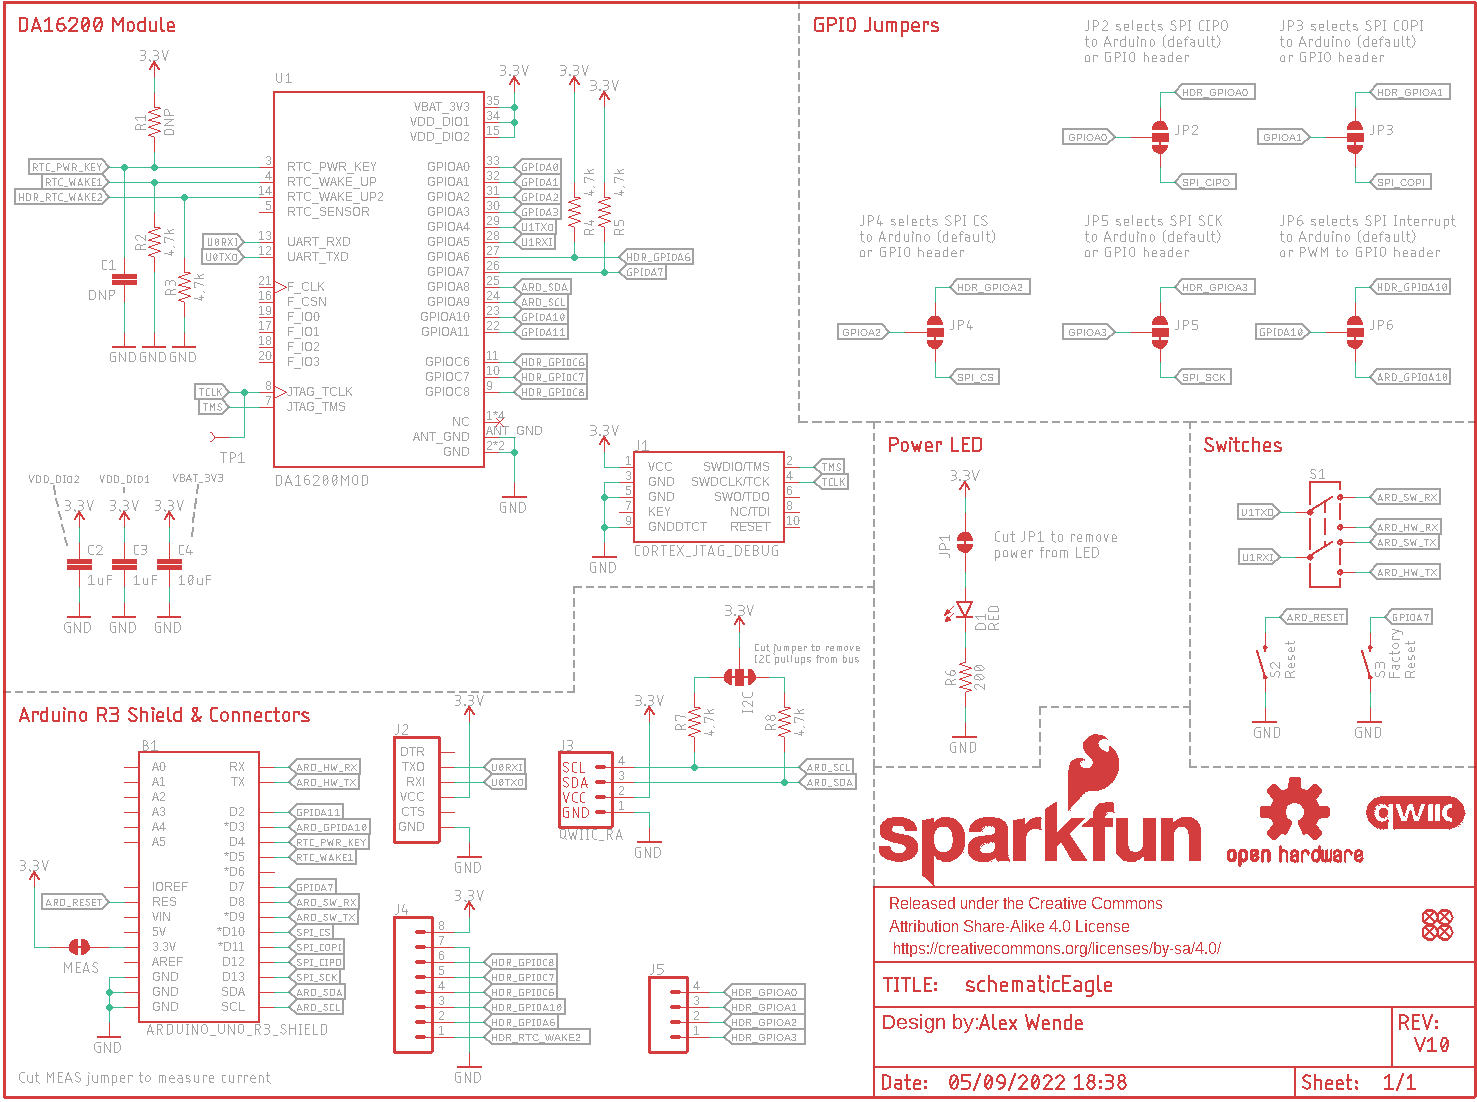 DA16200 Module
3.3V
R1
DNP
RTC_PWR_KEY
RTC_WAKE1
HDR_RTC_WAKE2
R2
4.7k
R3
4.7k
C1
DNP
GND
GND
GND
U1
3
RTC_PWR_KEY
4
RTC_WAKE_UP
14
RTC_WAKE_UP2
5
RTC_SENSOR
U0RXI
13
UART_RXD
U0TXO
12
UART_TXD
21
F_CLK
16
F_CSN
19
F_IO0
17
F_IO1
18
F_IO2
20
F_IO3
TCLK
8
JTAG_TCLK
TMS
7
JTAG_TMS
TP1
DA16200MOD
VBAT_3V3
35
VDD_DIO1
34
VDD_DIO2
15
3.3V
GPIOA0
33
GPIOA0
GPIOA1
32
GPIOA1
GPIOA2
31
GPIOA2
GPIOA3
30
GPIOA3
GPIOA4
29
U1TXO
GPIOA5
28
U1RXI
GPIOA6
27
HDR_GPIOA6
GPIOA7
26
GPIOA7
GPIOA8
25
ARD_SDA
GPIOA9
24
ARD_SCL
GPIOA10
23
GPIOA10
GPIOA11
22
GPIOA11
GPIOC6
11
HDR_GPIOC6
GPIOC7
10
HDR_GPIOC7
GPIOC8
9
HDR_GPIOC8
NC
1*4
ANT_GND
ANT_GND
GND
2*2
GND
3.3V
3.3V
R4
4.7k
R5
4.7k
VDD_DIO2
VDD_DIO1
VBAT_3V3
3.3V
3.3V
3.3V
C2
1uF
C3
1uF
C4
10uF
GND
GND
GND
3.3V
J1
1
VCC
SWDIO/TMS
2
TMS
3
GND
SWDCLK/TCK
4
TCLK
5
GND
SWO/TDO
6
7
KEY
NC/TDI
8
9
GNDDTCT
RESET
10
CORTEX_JTAG_DEBUG
GND
GPIO Jumpers
JP2 selects SPI CIPO
to Arduino (default)
or GPIO header
HDR_GPIOA0
GPIOA0
JP2
SPI_CIPO
JP3 selects SPI COPI
to Arduino (default)
or GPIO header
HDR_GPIOA1
GPIOA1
JP3
SPI_COPI
JP4 selects SPI CS
to Arduino (default)
or GPIO header
HDR_GPIOA2
GPIOA2
JP4
SPI_CS
JP5 selects SPI SCK
to Arduino (default)
or GPIO header
HDR_GPIOA3
GPIOA3
JP5
SPI_SCK
JP6 selects SPI Interrupt
to Arduino (default)
or PWM to GPIO header
HDR_GPIOA10
GPIOA10
JP6
ARD_GPIOA10
Power LED
3.3V
JP1
Cut JP1 to remove
power from LED
D1
RED
R6
200
GND
Switches
S1
U1TXO
U1RXI
ARD_SW_RX
ARD_HW_RX
ARD_SW_TX
ARD_HW_TX
ARD_RESET
S2
Reset
GND
GPIOA7
S3
Factory
Reset
GND
Arduino R3 Shield & Connectors
B1
A0
A1
A2
A3
A4
A5
IOREF
ARD_RESET
RES
VIN
5V
3.3V
AREF
GND
GND
GND
3.3V
MEAS
GND
RX
ARD_HW_RX
TX
ARD_HW_TX
D2
GPIOA11
*D3
ARD_GPIOA10
D4
RTC_PWR_KEY
*D5
RTC_WAKE1
*D6
D7
GPIOA7
D8
ARD_SW_RX
*D9
ARD_SW_TX
*D10
SPI_CS
*D11
SPI_COPI
D12
SPI_CIPO
D13
SPI_SCK
SDA
ARD_SDA
SCL
ARD_SCL
ARDUINO_UNO_R3_SHIELD
Cut MEAS jumper to measure current
J2
3.3V
DTR
TXO
U0RXI
RXI
U0TXO
VCC
CTS
GND
GND
J4
3.3V
8
7
6
HDR_GPIOC8
5
HDR_GPIOC7
4
HDR_GPIOC6
3
HDR_GPIOA10
2
HDR_GPIOA6
1
HDR_RTC_WAKE2
GND
3.3V
Cut jumper to remove
I2C pullups from bus
I2C
R7
4.7k
R8
4.7k
3.3V
J3
SCL
4
ARD_SCL
SDA
3
ARD_SDA
VCC
2
GND
1
QWIIC_RA
GND
J5
4
HDR_GPIOA0
3
HDR_GPIOA1
2
HDR_GPIOA2
1
HDR_GPIOA3
sparkfun
open hardware
qwiic
Released under the Creative Commons
Attribution Share-Alike 4.0 License
https://creativecommons.org/licenses/by-sa/4.0/
TITLE: schematicEagle
Design by:Alex Wende
REV:
V10
Date: 05/09/2022 18:38
Sheet: 1/1